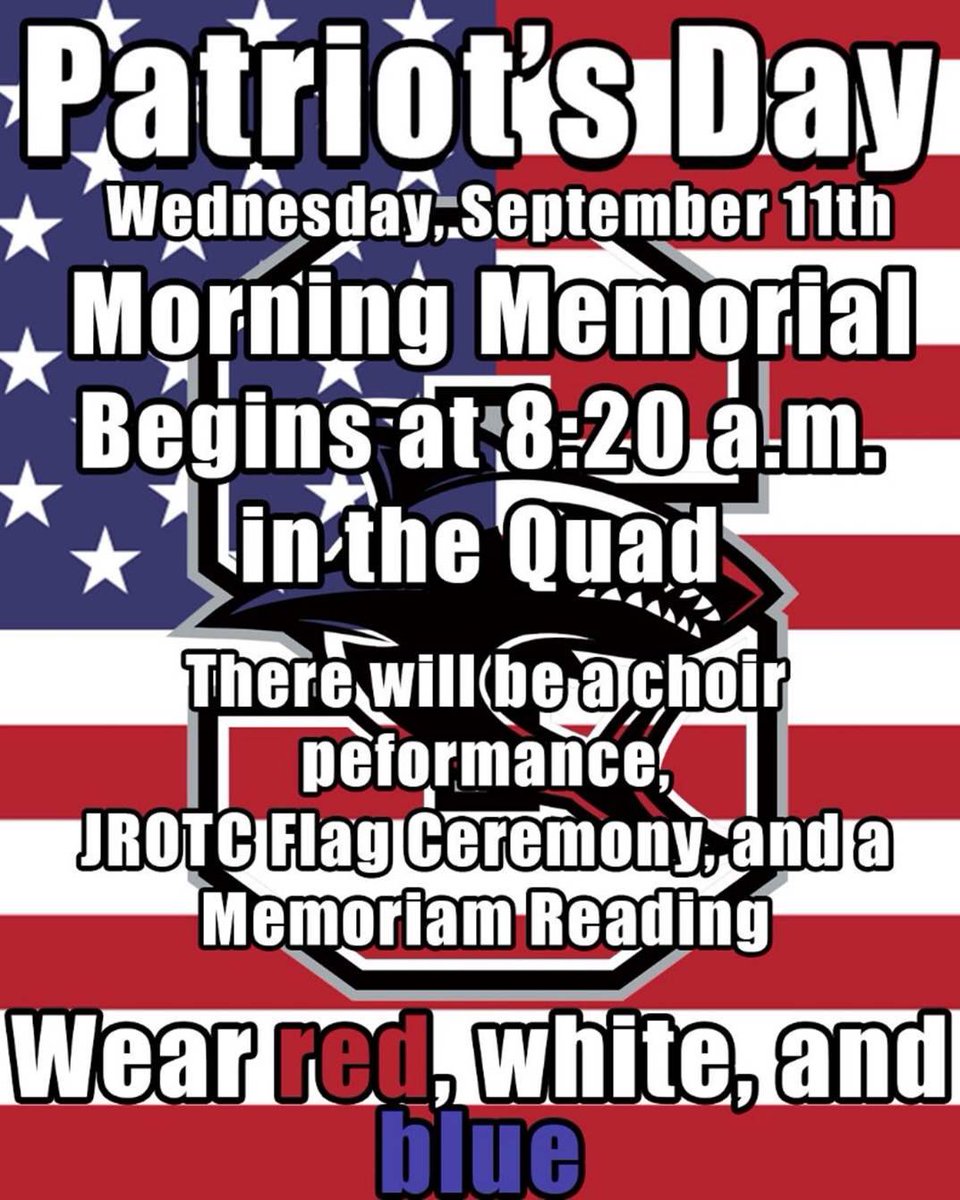 Patriot's Day
Wednesday, September 11th
Morning Memorial
Begins at 8:20 a.m.
in the Quad
There will be a choir
peformance,
JROTC Flag Ceremony, and a
Memoriam Reading
Wear red, white, and
blue